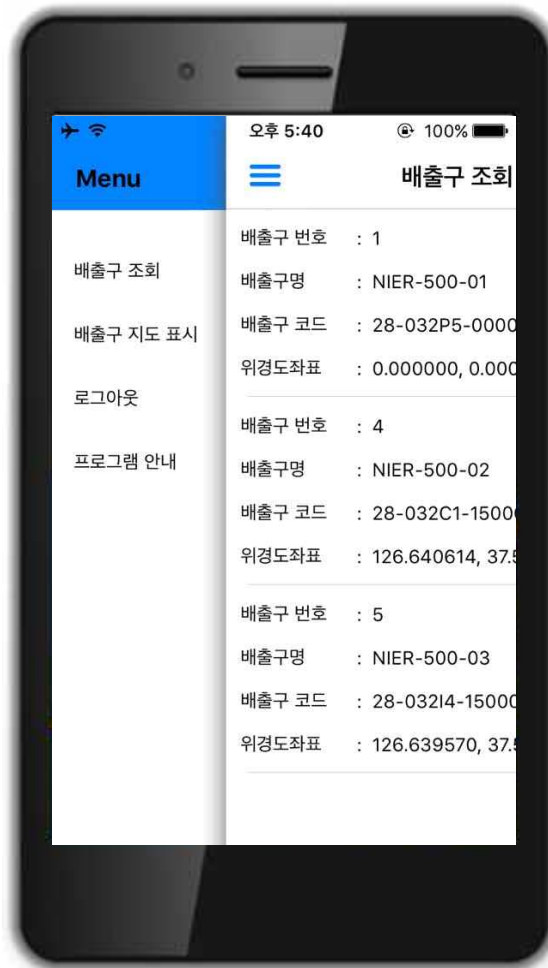 오후 5:40
100%
Menu
배출구 조회
배출구 지도 표시
로그아웃
프로그램 안내
배출구 조회
배출구 번호 : 1
배출구명 : NIER-500-01
배출구 코드 : 28-032P5-0000
위경도좌표 : 0.000000, 0.000
배출구 번호 : 4
배출구명 : NIER-500-02
배출구 코드 : 28-032C1-1500
위경도좌표 : 126.640614, 37.5
배출구 번호 : 5
배출구명 : NIER-500-03
배출구 코드 : 28-032I4-15000
위경도좌표 : 126.639570, 37.5